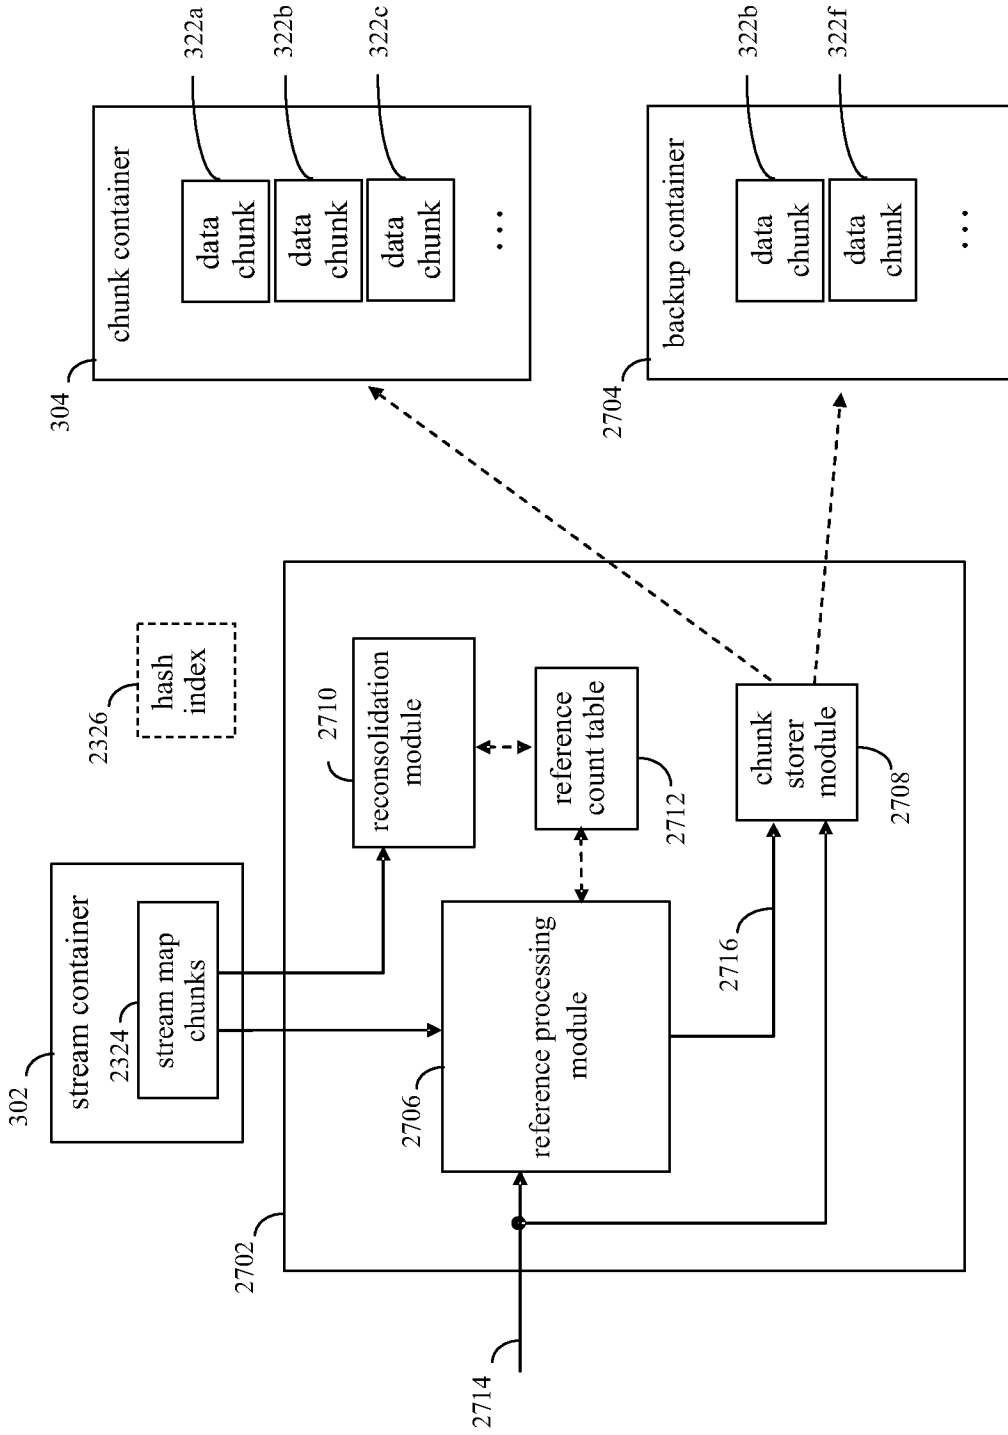 302
stream container
2324
stream map
chunks
2326
hash
index
304
chunk container
data
chunk
322a
data
chunk
322b
data
chunk
322c
...
2702
2710
reconsolidation
module
2706
reference processing
module
reference
count table
2712
2714
2716
chunk
storer
module
2708
2704
backup container
data
chunk
322b
data
chunk
322f
...